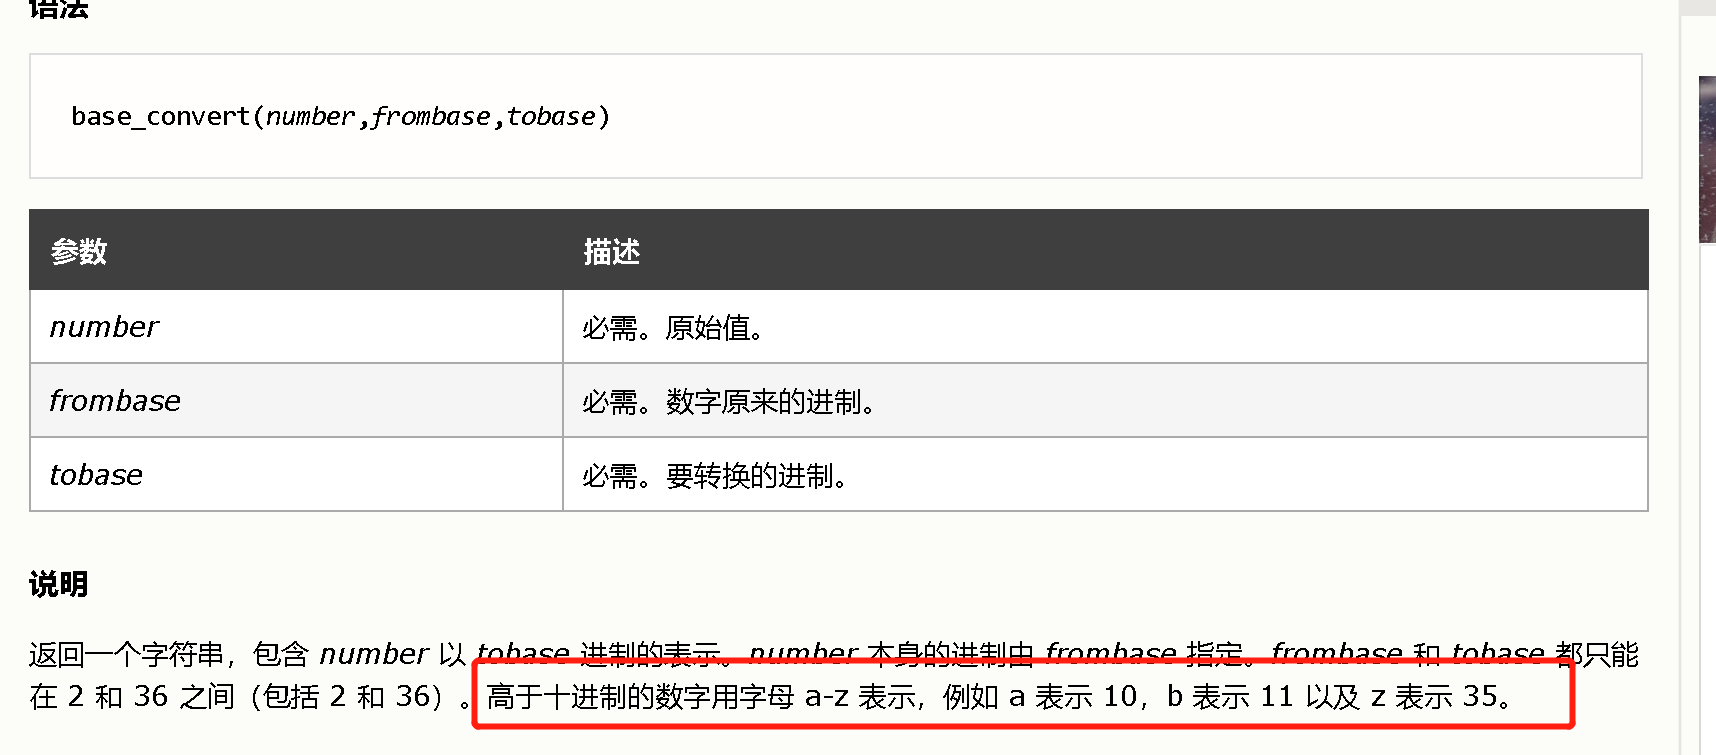 语法
base_convert(number,frombase,tobase)
参数 描述
number 必需。原始值。
frombase 必需。数字原来的进制。
tobase 必需。要转换的进制。
说明
返回一个字符串，包含 number 以 tobase 进制的表示。number 本身的进制由 frombase 指定。frombase 和 tobase 都只能
在 2 和 36 之间（包括 2 和 36）。高于十进制的数字用字母 a-z 表示，例如 a 表示 10，b 表示 11 以及 z 表示 35。